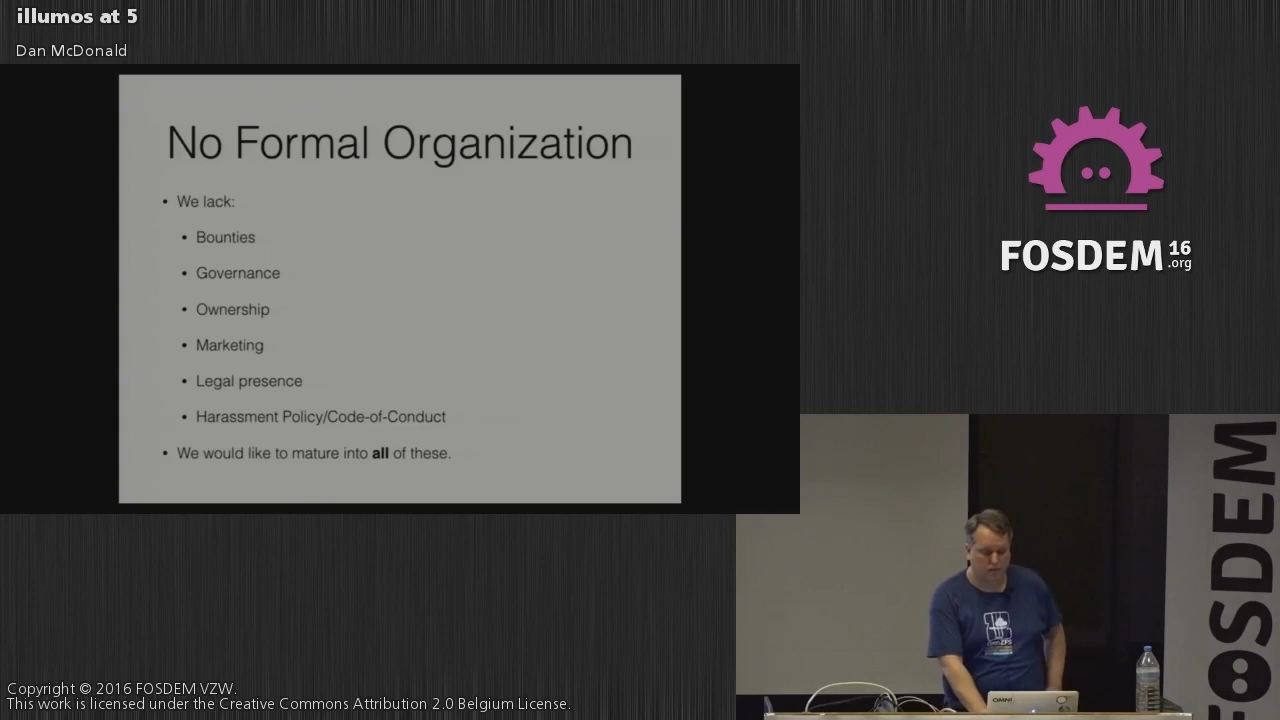 illumos at 5
Dan McDonald
No Formal Organization
• We lack:
• Bounties
• Governance
• Ownership
• Marketing
• Legal presence
• Harassment Policy/Code-of-Conduct
• We would like to mature into all of these.
FOSDEM 16
.org
FOSDEM
OpenZFS
OMNI
Copyright © 2016 FOSDEM VZW.
This work is licensed under the Creative Commons Attribution 2.0 Belgium License.